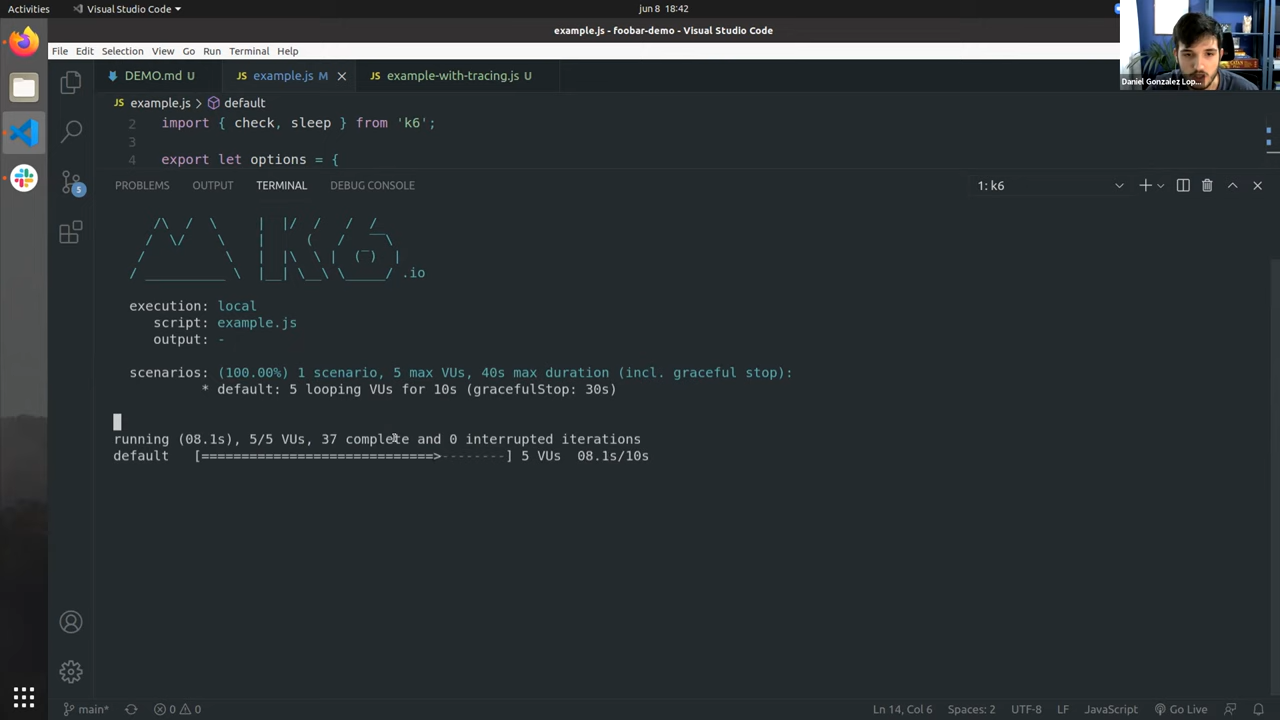 Activities
Visual Studio Code
jun 8 18:42
example.js - foobar-demo - Visual Studio Code
File Edit Selection View Go Run Terminal Help
DEMO.md U
JS example.js M
JS example-with-tracing.js U
Daniel Gonzalez Lop...
JS example.js > default
2 import { check, sleep } from 'k6';
3
4 export let options = {
PROBLEMS OUTPUT TERMINAL DEBUG CONSOLE
1: k6
5
.io
execution: local
script: example.js
output: -
scenarios: (100.00%) 1 scenario, 5 max VUs, 40s max duration (incl. graceful stop):
* default: 5 looping VUs for 10s (gracefulStop: 30s)
running (08.1s), 5/5 VUs, 37 complete and 0 interrupted iterations
default [=============================>--------] 5 VUs 08.1s/10s
main* 0 0
Ln 14, Col 6 Spaces: 2 UTF-8 LF JavaScript Go Live